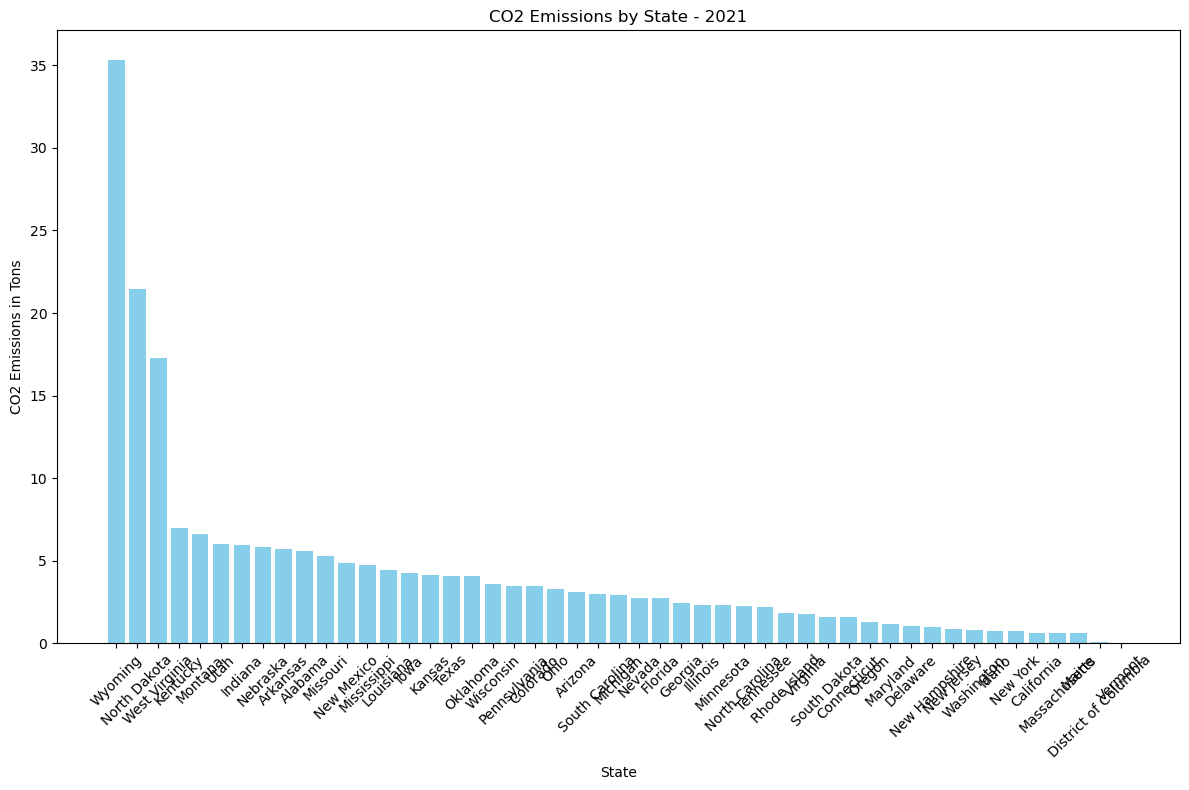 CO2 Emissions by State - 2021
CO2 Emissions in Tons
35
30
25
20
15
10
5
0
Wyoming
North Dakota
West Virginia
Kentucky
Montana
Utah
Indiana
Nebraska
Arkansas
Alabama
Missouri
New Mexico
Mississippi
Louisiana
Iowa
Kansas
Texas
Oklahoma
Wisconsin
Pennsylvania
Colorado
Ohio
Arizona
South Carolina
Michigan
Nevada
Florida
Georgia
Illinois
Minnesota
North Carolina
Tennessee
Rhode Island
Virginia
South Dakota
Connecticut
Oregon
Maryland
Delaware
New Hampshire
New Jersey
Washington
Idaho
New York
California
Massachusetts
Maine
District of Columbia
Vermont
State